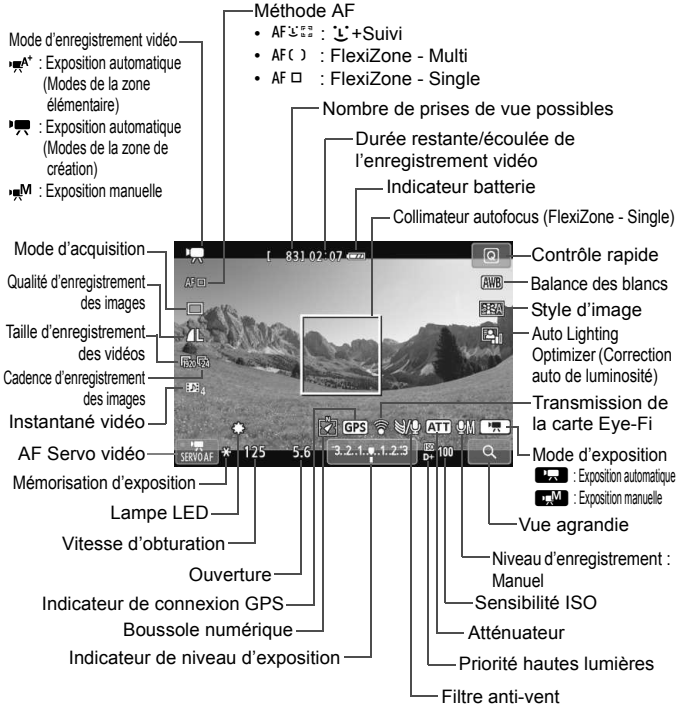 Méthode AF
• AF : +Suivi
• AF( ) : FlexiZone - Multi
• AF □ : FlexiZone - Single
Mode d'enregistrement vidéo
A+ : Exposition automatique
(Modes de la zone
élémentaire)
: Exposition automatique
(Modes de la zone de
création)
M : Exposition manuelle
Nombre de prises de vue possibles
Durée restante/écoulée de
l'enregistrement vidéo
Indicateur batterie
Collimateur autofocus (FlexiZone - Single)
Mode d'acquisition
Qualité d'enregistrement
des images
Taille d'enregistrement
des vidéos
Cadence d'enregistrement
des images
Instantané vidéo
AF Servo vidéo
Mémorisation d'exposition
Lampe LED
Vitesse d'obturation
Ouverture
Indicateur de connexion GPS
Boussole numérique
Indicateur de niveau d'exposition
[ 83] 02:07
Q
AF □
AWB
A
L
1920 24
4
N
GPS
ATT
M
SERVO AF
* 125 5.6 3..2..1..▼..1..2..3 ISO D+ 100
Contrôle rapide
Balance des blancs
Style d'image
Auto Lighting
Optimizer (Correction
auto de luminosité)
Transmission de
la carte Eye-Fi
Mode d'exposition
: Exposition automatique
M : Exposition manuelle
Vue agrandie
Niveau d'enregistrement :
Manuel
Sensibilité ISO
Atténuateur
Priorité hautes lumières
Filtre anti-vent